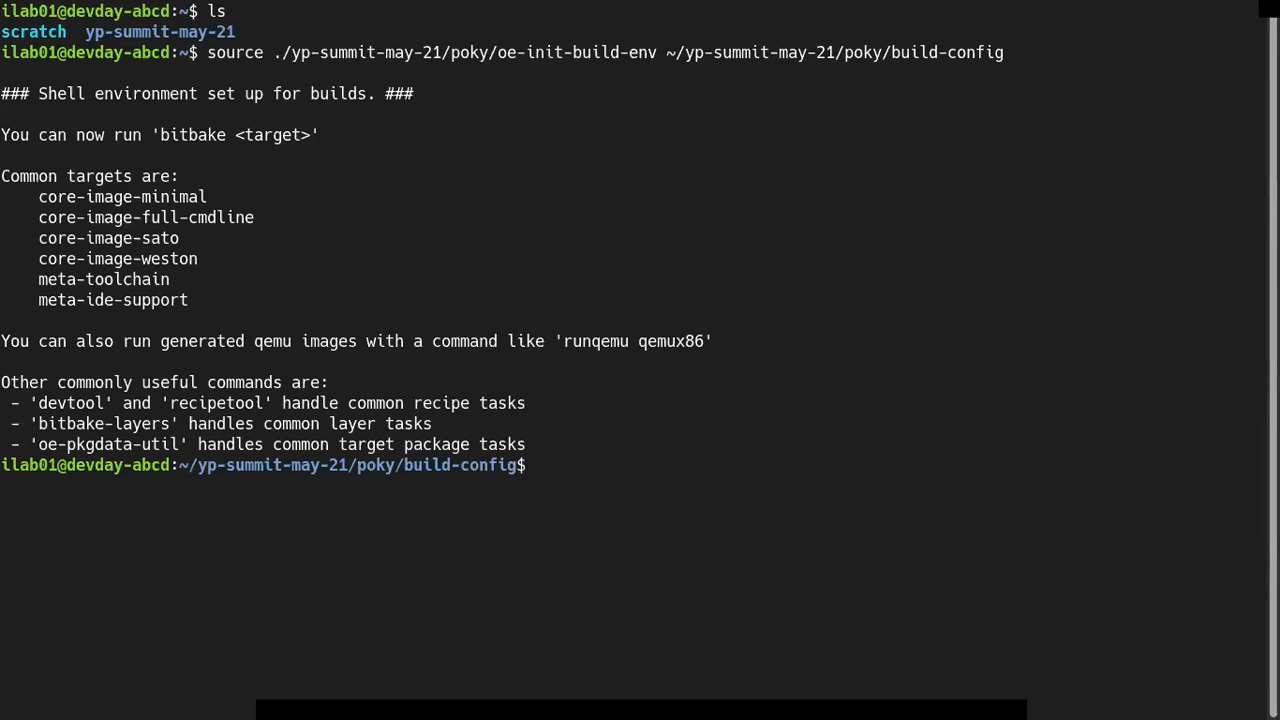 ilab01@devday-abcd:~$ ls
scratch  yp-summit-may-21
ilab01@devday-abcd:~$ source ./yp-summit-may-21/poky/oe-init-build-env ~/yp-summit-may-21/poky/build-config
### Shell environment set up for builds. ###
You can now run 'bitbake <target>'
Common targets are:
    core-image-minimal
    core-image-full-cmdline
    core-image-sato
    core-image-weston
    meta-toolchain
    meta-ide-support
You can also run generated qemu images with a command like 'runqemu qemux86'
Other commonly useful commands are:
 - 'devtool' and 'recipetool' handle common recipe tasks
 - 'bitbake-layers' handles common layer tasks
 - 'oe-pkgdata-util' handles common target package tasks
ilab01@devday-abcd:~/yp-summit-may-21/poky/build-config$